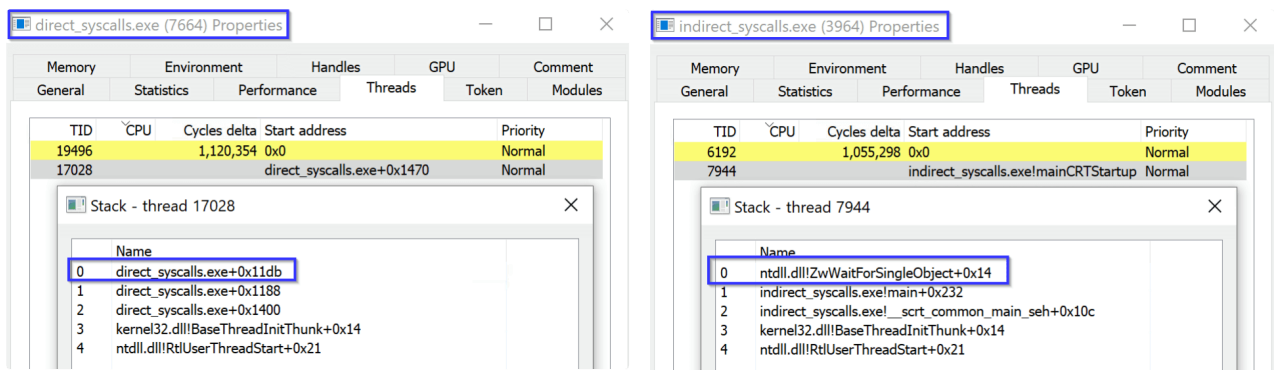 direct_syscalls.exe (7664) Properties
Memory Environment Handles GPU Comment
General Statistics Performance Threads Token Modules
TID CPU Cycles delta Start address Priority
19496 1,120,354 0x0 Normal
17028 direct_syscalls.exe+0x1470 Normal
Stack - thread 17028
Name
0 direct_syscalls.exe+0x11db
1 direct_syscalls.exe+0x1188
2 direct_syscalls.exe+0x1400
3 kernel32.dll!BaseThreadInitThunk+0x14
4 ntdll.dll!RtlUserThreadStart+0x21
indirect_syscalls.exe (3964) Properties
Memory Environment Handles GPU Comment
General Statistics Performance Threads Token Modules
TID CPU Cycles delta Start address Priority
6192 1,055,298 0x0 Normal
7944 indirect_syscalls.exe!mainCRTStartup Normal
Stack - thread 7944
Name
0 ntdll.dll!ZwWaitForSingleObject+0x14
1 indirect_syscalls.exe!main+0x232
2 indirect_syscalls.exe!__scrt_common_main_seh+0x10c
3 kernel32.dll!BaseThreadInitThunk+0x14
4 ntdll.dll!RtlUserThreadStart+0x21